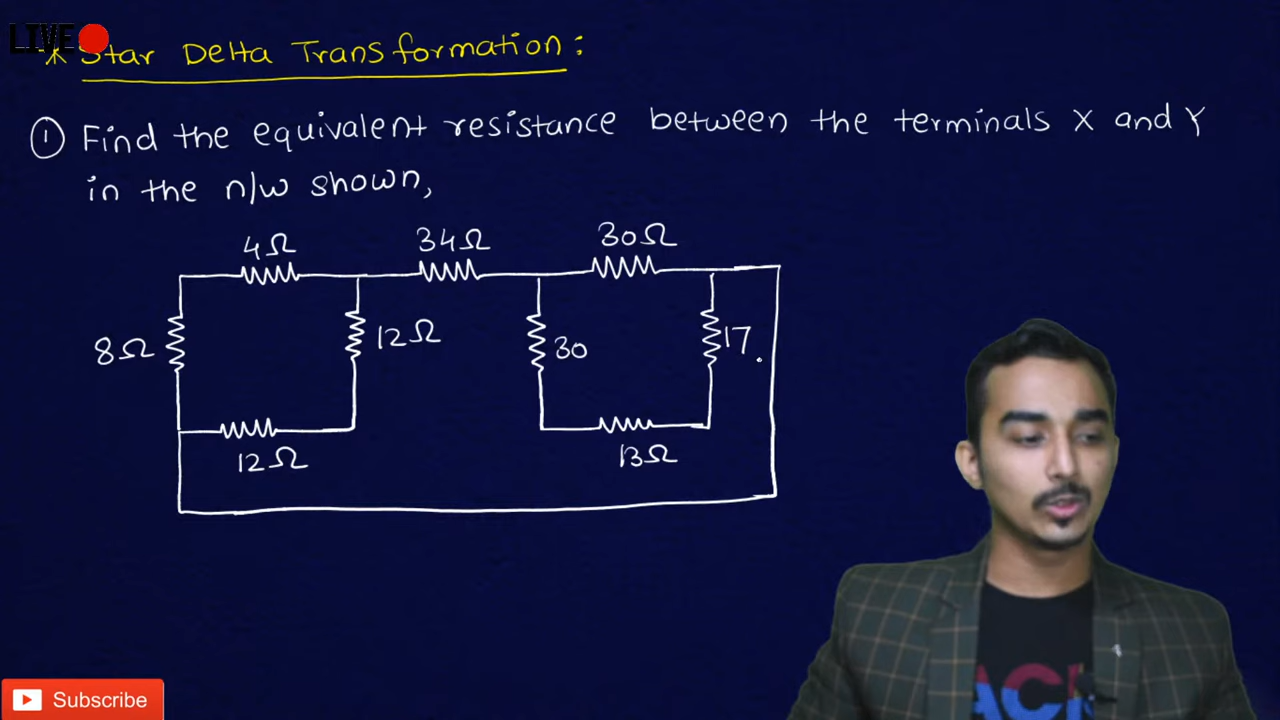 LIVE
* Star Delta Transformation:
① Find the equivalent resistance between the terminals X and Y
in the n/w shown,
4Ω 34Ω 30Ω
8Ω 12Ω 30 17.
12Ω 13Ω
Subscribe